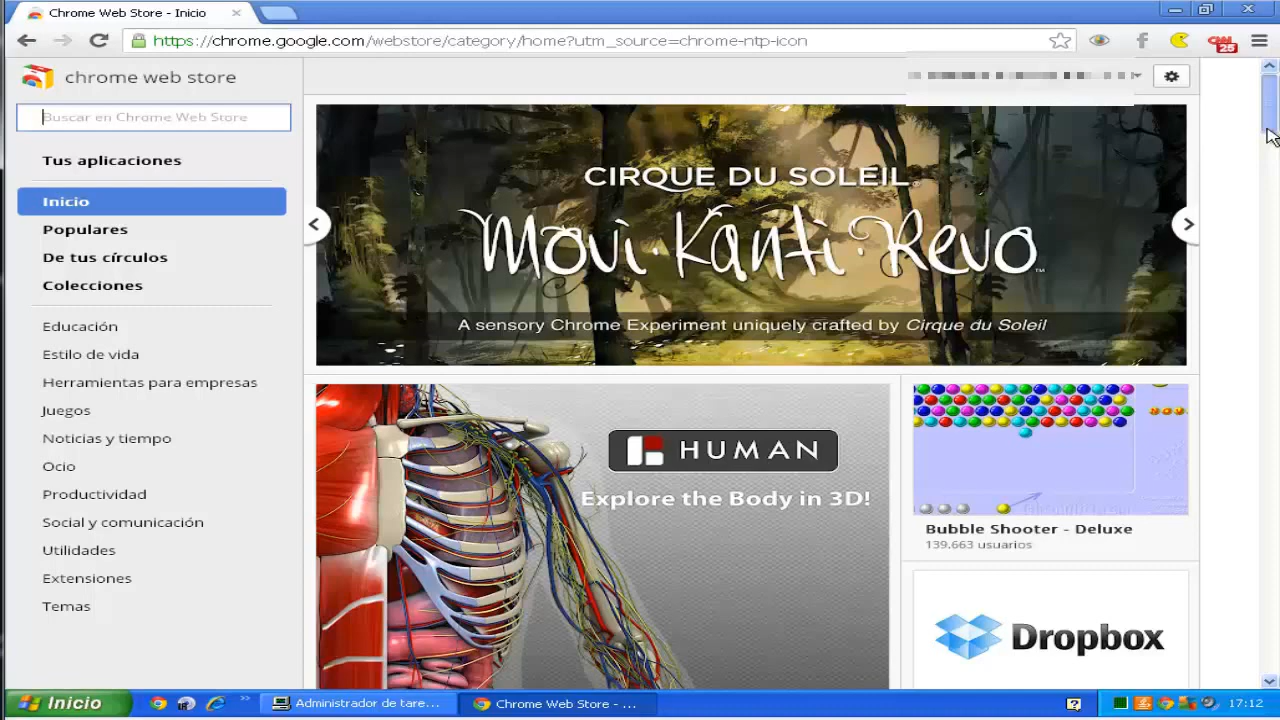 Chrome Web Store - Inicio
https://chrome.google.com/webstore/category/home?utm_source=chrome-ntp-icon
25
chrome web store
Buscar en Chrome Web Store
Tus aplicaciones
Inicio
Populares
De tus círculos
Colecciones
Educación
Estilo de vida
Herramientas para empresas
Juegos
Noticias y tiempo
Ocio
Productividad
Social y comunicación
Utilidades
Extensiones
Temas
CIRQUE DU SOLEIL®
Movi·Kanti·Revo™
A sensory Chrome Experiment uniquely crafted by Cirque du Soleil
HUMAN
Explore the Body in 3D!
Bubble Shooter - Deluxe
139.663 usuarios
Dropbox
Inicio
Administrador de tare...
Chrome Web Store - ...
17:12